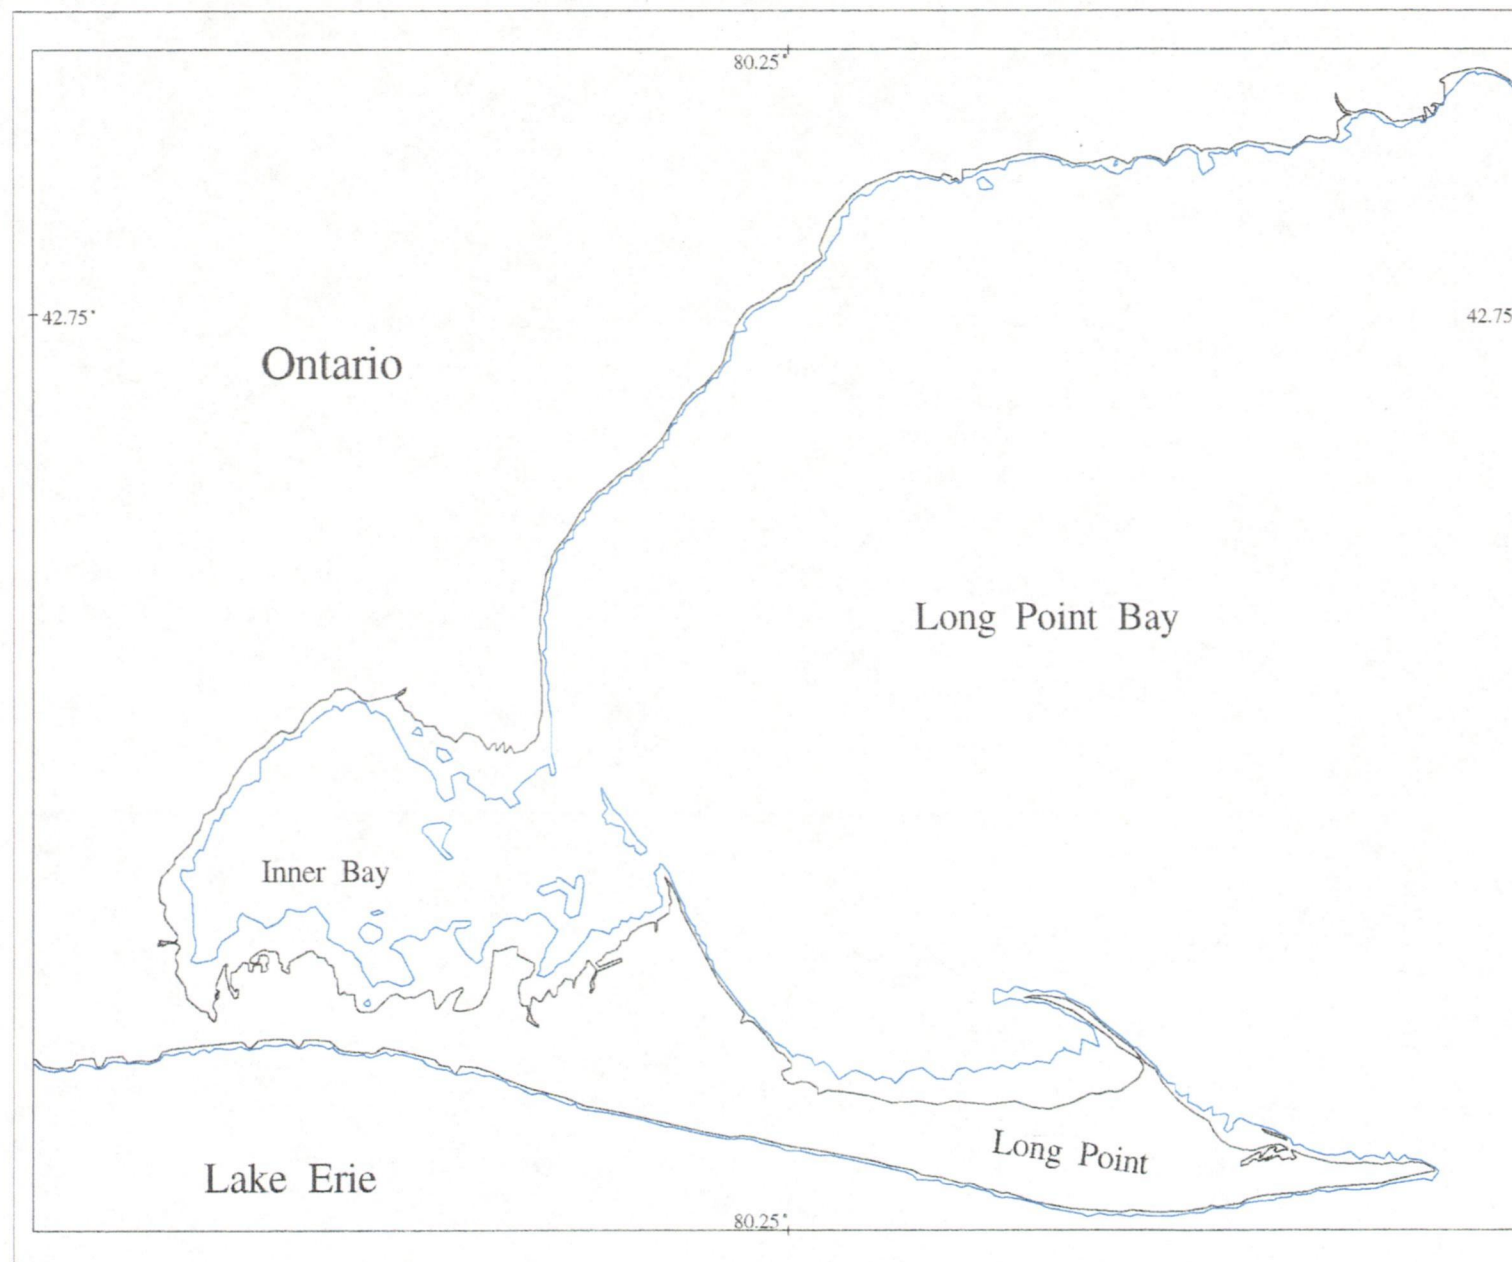 80.25°
42.75°
42.75
Ontario
Long Point Bay
Inner Bay
Long Point
Lake Erie
80.25°